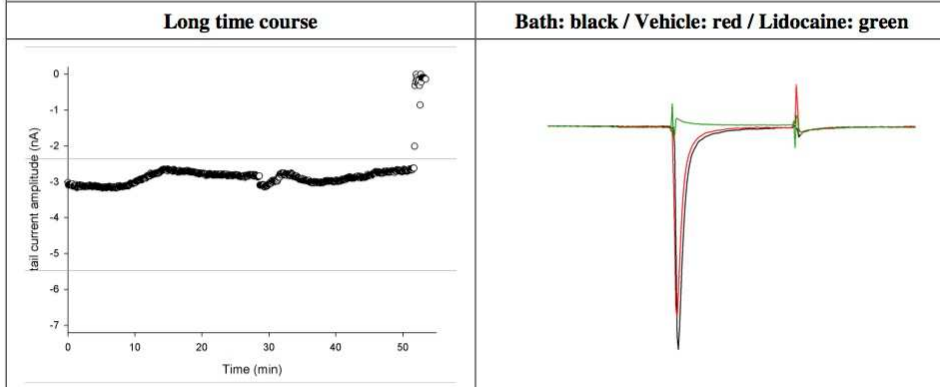 Long time course
Bath: black / Vehicle: red / Lidocaine: green
0
-1
-2
-3
-4
-5
-6
-7
tail current amplitude (nA)
0 10 20 30 40 50
Time (min)